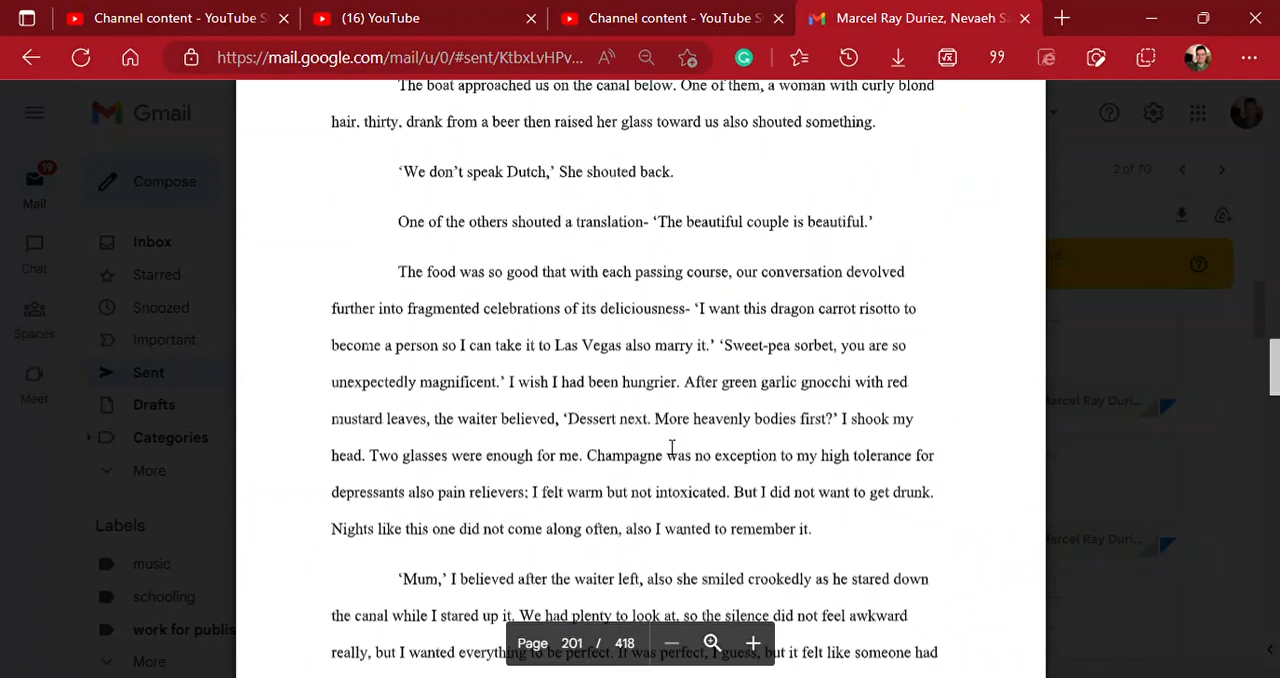 Channel content - YouTube S
(16) YouTube
Channel content - YouTube S
Marcel Ray Duriez, Nevaeh S
https://mail.google.com/mail/u/0/#sent/KtbxLvHPv...
Gmail
2 of 70
Compose
19
Mail
Chat
Spaces
Meet
Inbox
Starred
Snoozed
Important
Sent
Drafts
Categories
More
Labels
music
schooling
work for publis
More
The boat approached us on the canal below. One of them, a woman with curly blond
hair, thirty, drank from a beer then raised her glass toward us also shouted something.
‘We don’t speak Dutch,’ She shouted back.
One of the others shouted a translation- ‘The beautiful couple is beautiful.’
The food was so good that with each passing course, our conversation devolved
further into fragmented celebrations of its deliciousness- ‘I want this dragon carrot risotto to
become a person so I can take it to Las Vegas also marry it.’ ‘Sweet-pea sorbet, you are so
unexpectedly magnificent.’ I wish I had been hungrier. After green garlic gnocchi with red
mustard leaves, the waiter believed, ‘Dessert next. More heavenly bodies first?’ I shook my
head. Two glasses were enough for me. Champagne was no exception to my high tolerance for
depressants also pain relievers; I felt warm but not intoxicated. But I did not want to get drunk.
Nights like this one did not come along often, also I wanted to remember it.
‘Mum,’ I believed after the waiter left, also she smiled crookedly as he stared down
the canal while I stared up it. We had plenty to look at, so the silence did not feel awkward
really, but I wanted everything to be perfect. It was perfect, I guess, but it felt like someone had
Page 201 / 418
Marcel Ray Duri...
Marcel Ray Duri...